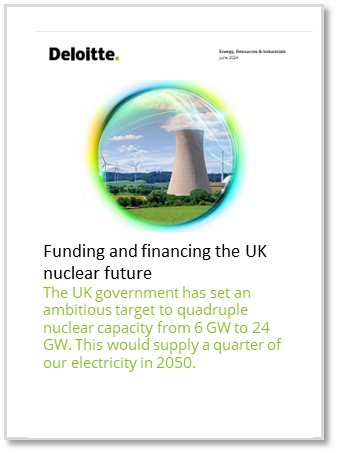 Deloitte.
Energy, Resources & Industrials
June 2024
Funding and financing the UK
nuclear future
The UK government has set an
ambitious target to quadruple
nuclear capacity from 6 GW to 24
GW. This would supply a quarter of
our electricity in 2050.